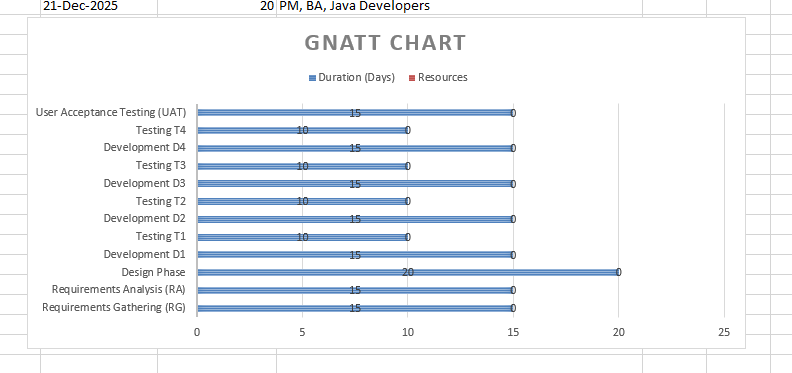 21-Dec-2025 20 PM, BA, Java Developers
GNATT CHART
Duration (Days) Resources
User Acceptance Testing (UAT) 15 0
Testing T4 10 0
Development D4 15 0
Testing T3 10 0
Development D3 15 0
Testing T2 10 0
Development D2 15 0
Testing T1 10 0
Development D1 15 0
Design Phase 20 0
Requirements Analysis (RA) 15 0
Requirements Gathering (RG) 15 0
0 5 10 15 20 25